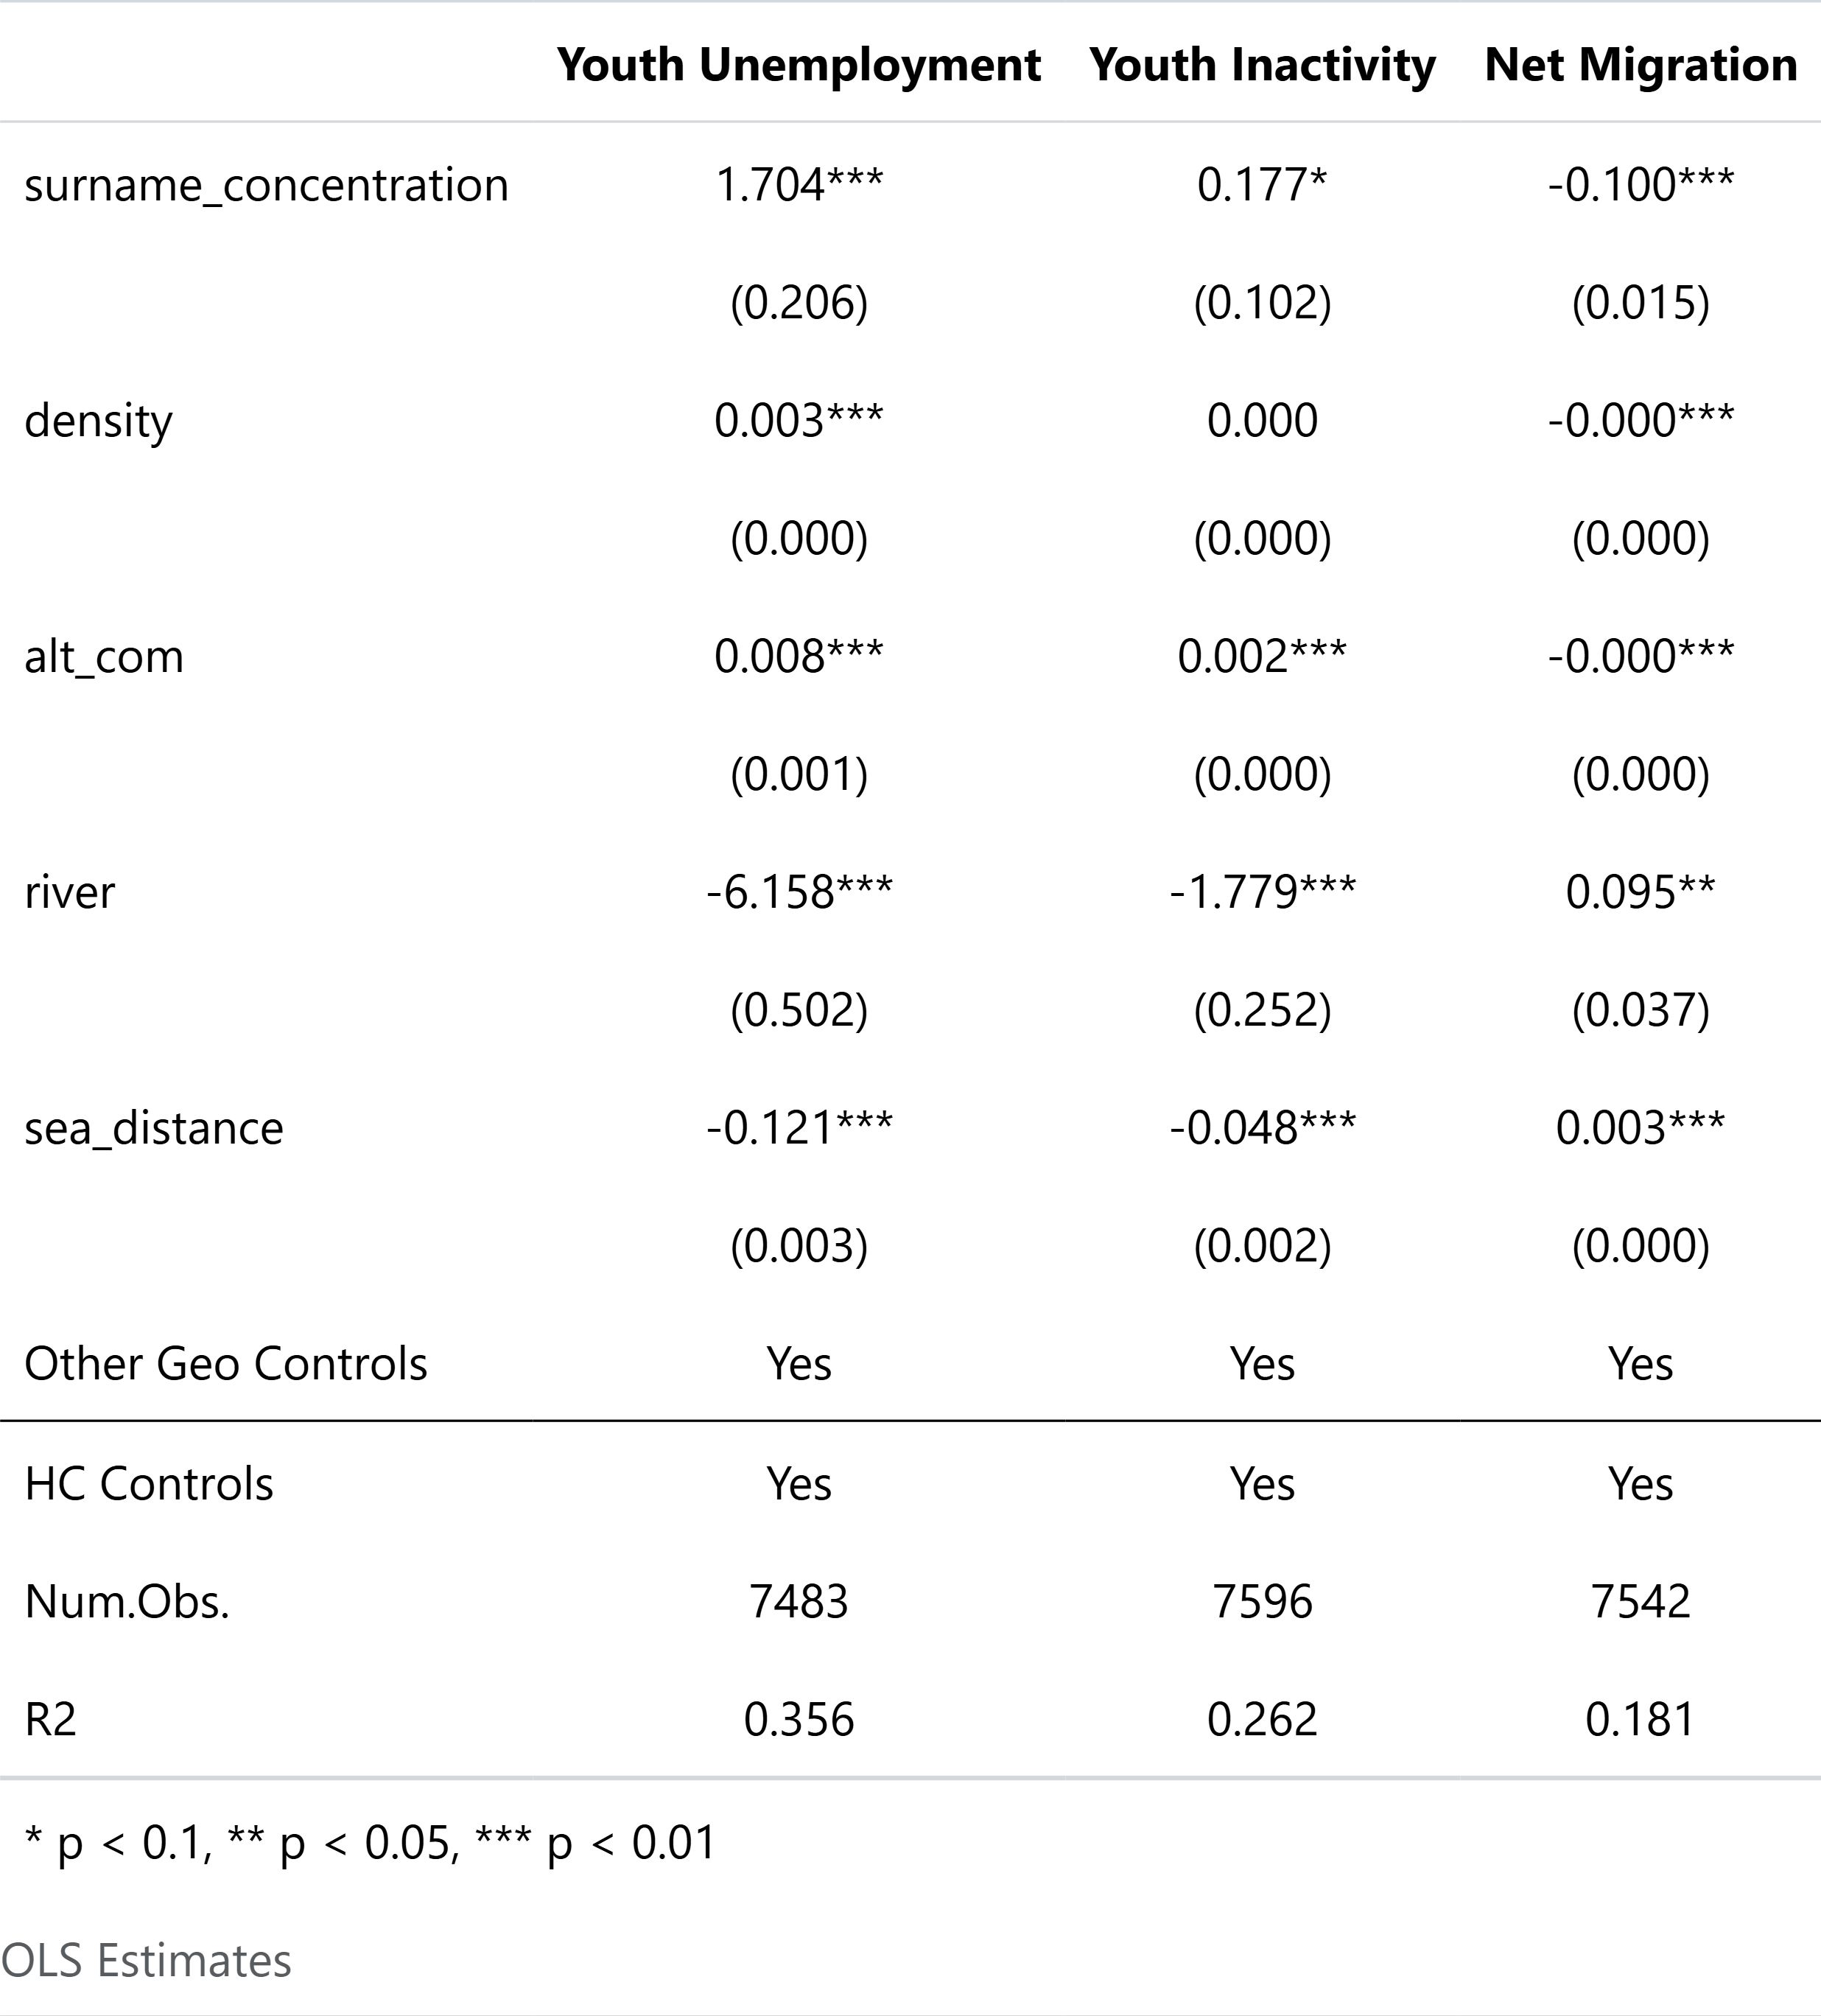 Youth Unemployment Youth Inactivity Net Migration
surname_concentration 1.704*** 0.177* -0.100***
(0.206) (0.102) (0.015)
density 0.003*** 0.000 -0.000***
(0.000) (0.000) (0.000)
alt_com 0.008*** 0.002*** -0.000***
(0.001) (0.000) (0.000)
river -6.158*** -1.779*** 0.095**
(0.502) (0.252) (0.037)
sea_distance -0.121*** -0.048*** 0.003***
(0.003) (0.002) (0.000)
Other Geo Controls Yes Yes Yes
HC Controls Yes Yes Yes
Num.Obs. 7483 7596 7542
R2 0.356 0.262 0.181
* p < 0.1, ** p < 0.05, *** p < 0.01
OLS Estimates